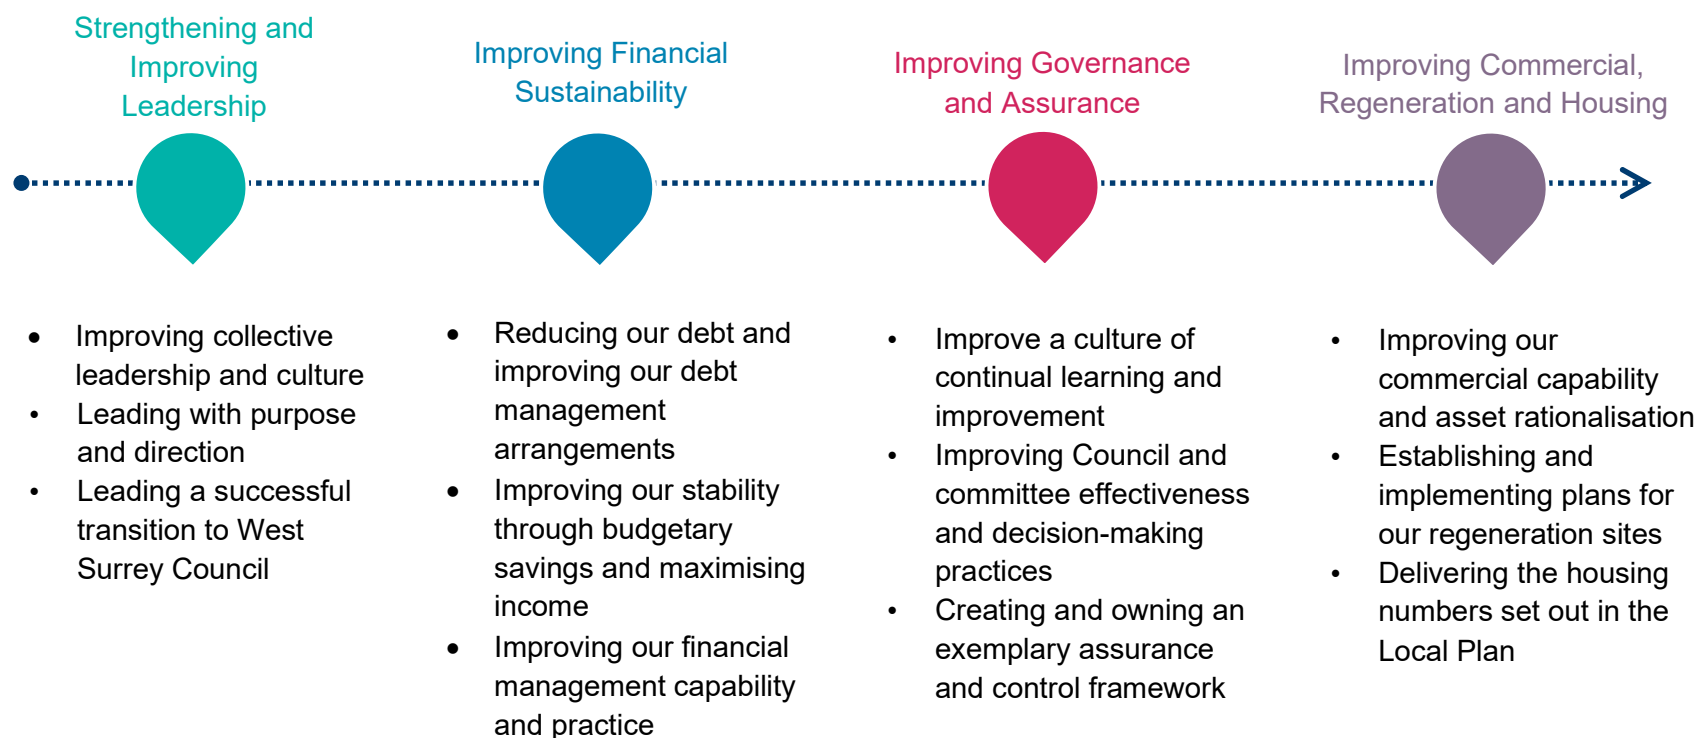 Strengthening and
Improving
Leadership
Improving Financial
Sustainability
Improving Governance
and Assurance
Improving Commercial,
Regeneration and Housing
• Improving collective
leadership and culture
• Leading with purpose
and direction
• Leading a successful
transition to West
Surrey Council
• Reducing our debt and
improving our debt
management
arrangements
• Improving our stability
through budgetary
savings and maximising
income
• Improving our financial
management capability
and practice
• Improve a culture of
continual learning and
improvement
• Improving Council and
committee effectiveness
and decision-making
practices
• Creating and owning an
exemplary assurance
and control framework
• Improving our
commercial capability
and asset rationalisation
• Establishing and
implementing plans for
our regeneration sites
• Delivering the housing
numbers set out in the
Local Plan